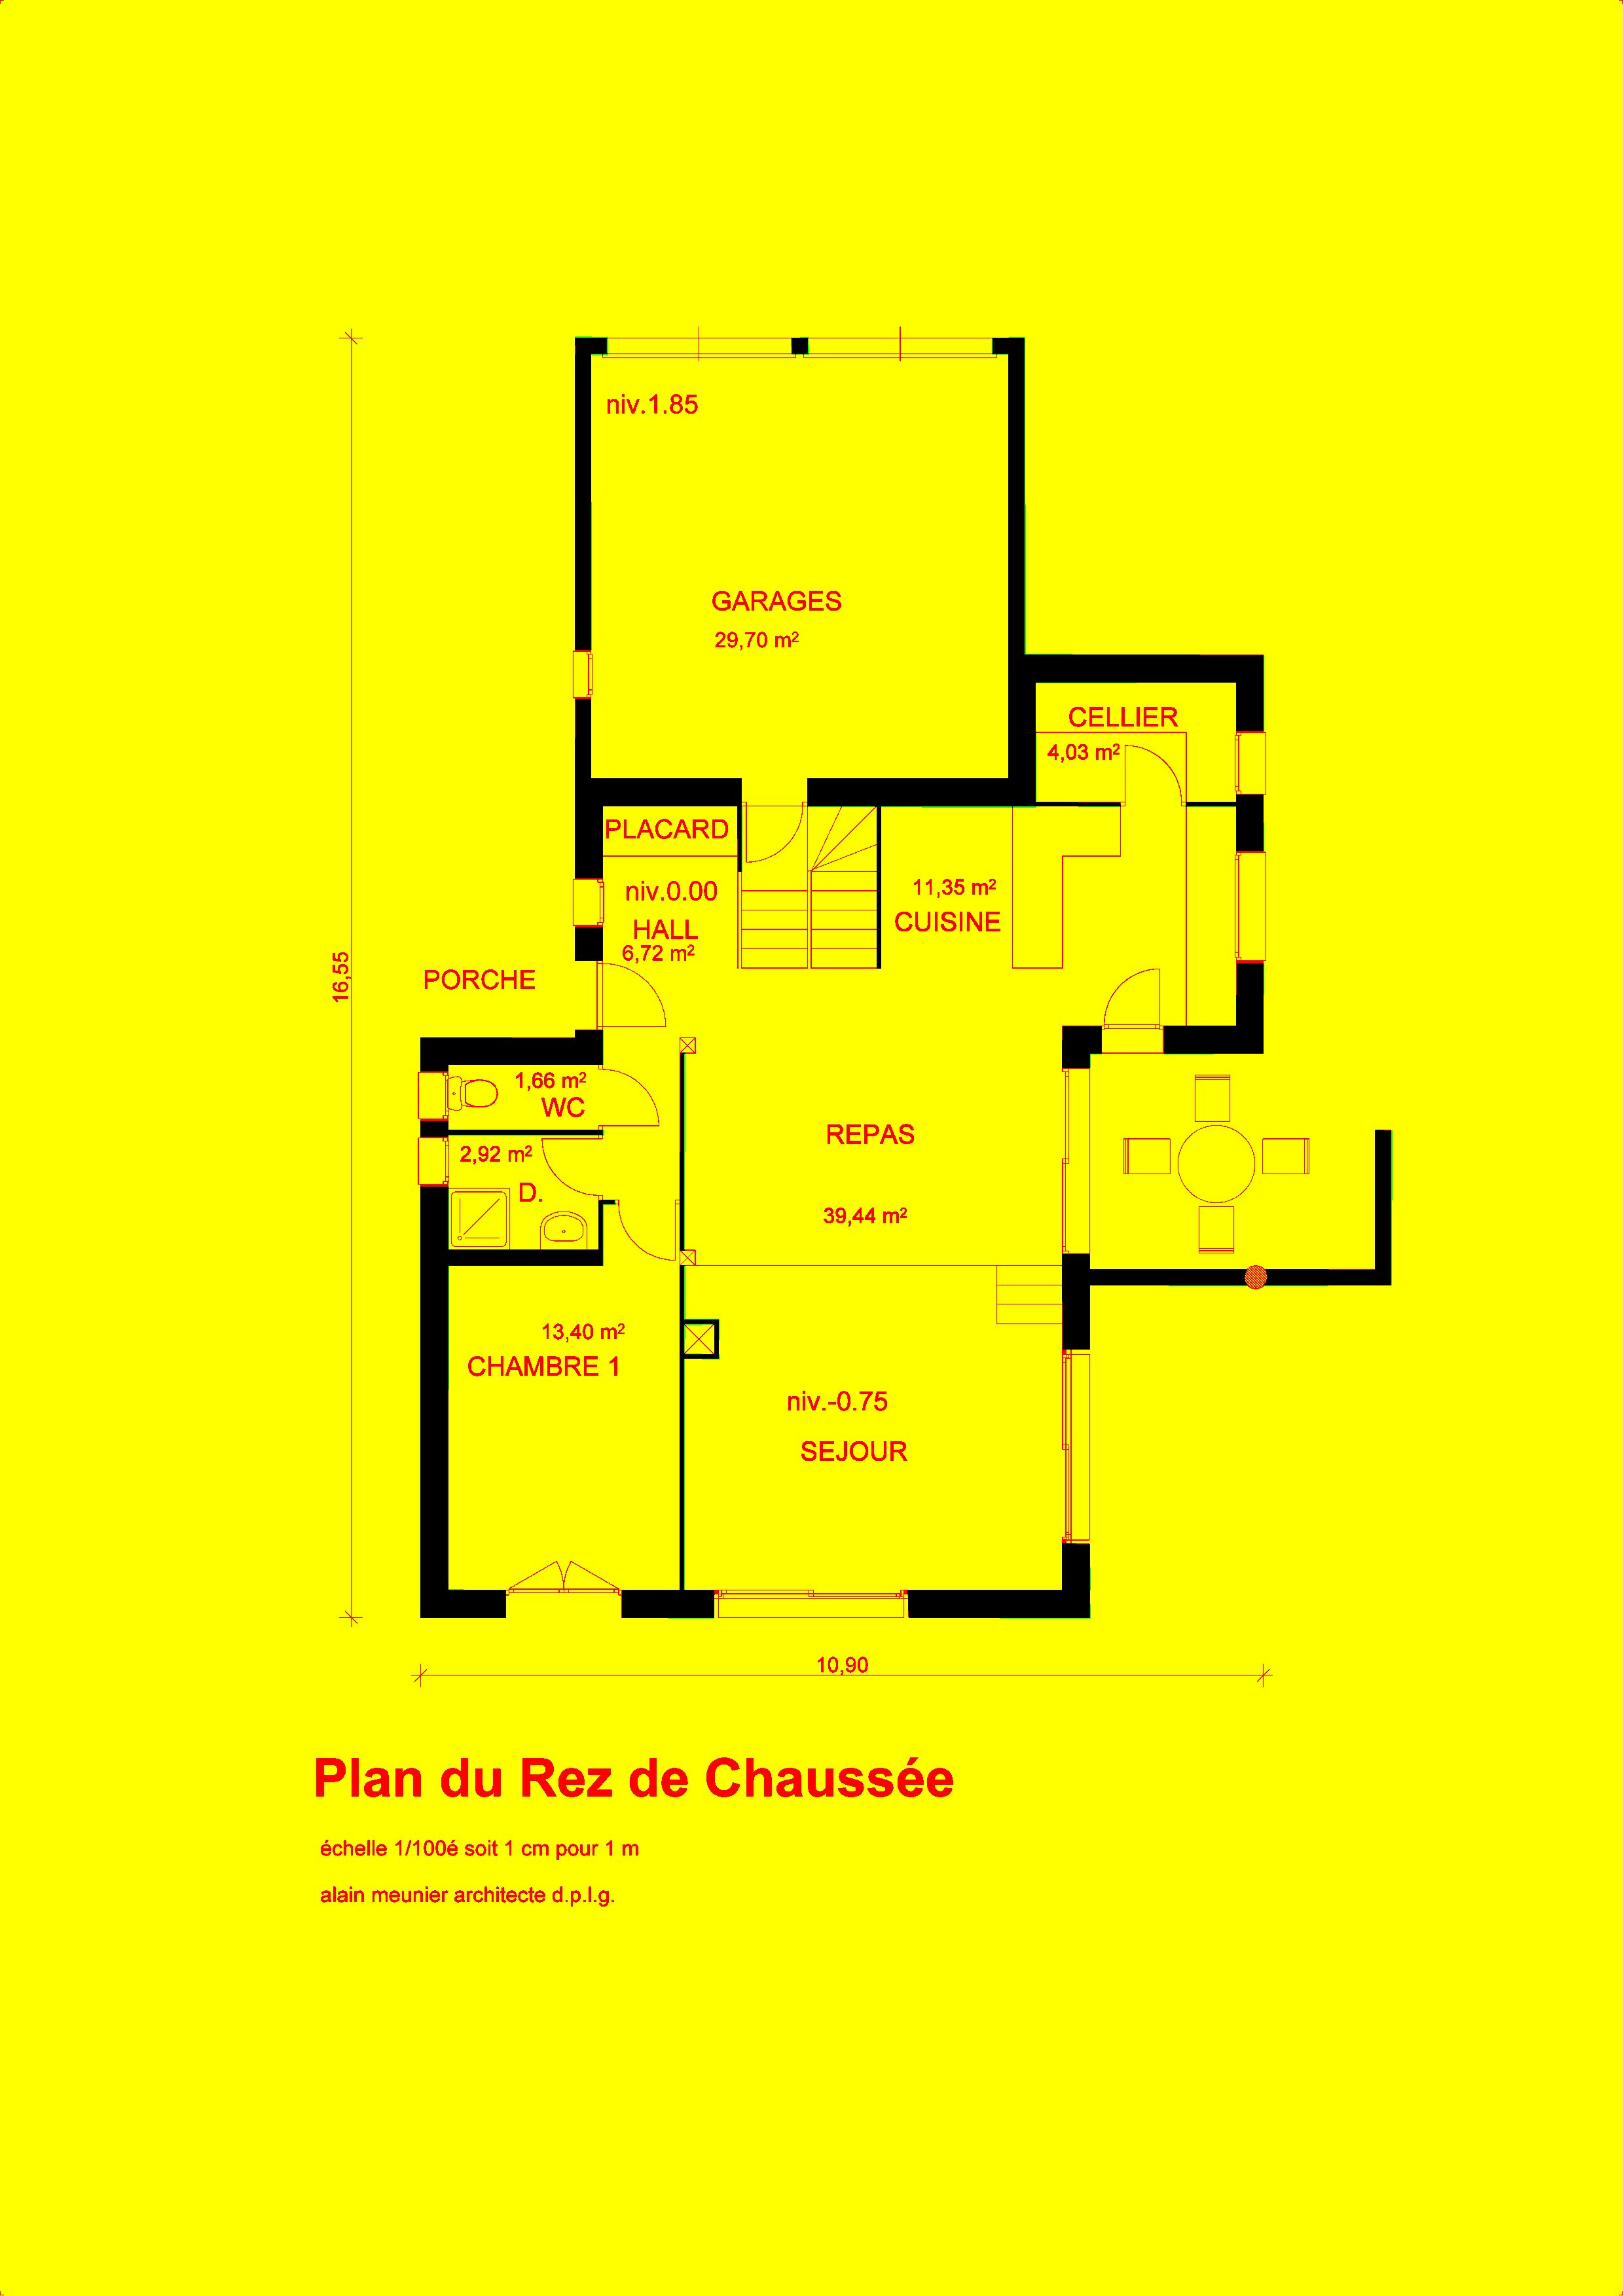 niv.1.85
GARAGES
29,70 m²
CELLIER
4,03 m²
PLACARD
niv.0.00
HALL
6,72 m²
11,35 m²
CUISINE
PORCHE
16,55
1,66 m²
WC
2,92 m²
D.
REPAS
39,44 m²
13,40 m²
CHAMBRE 1
niv.-0.75
SEJOUR
10,90
Plan du Rez de Chaussée
échelle 1/100é soit 1 cm pour 1 m
alain meunier architecte d.p.l.g.